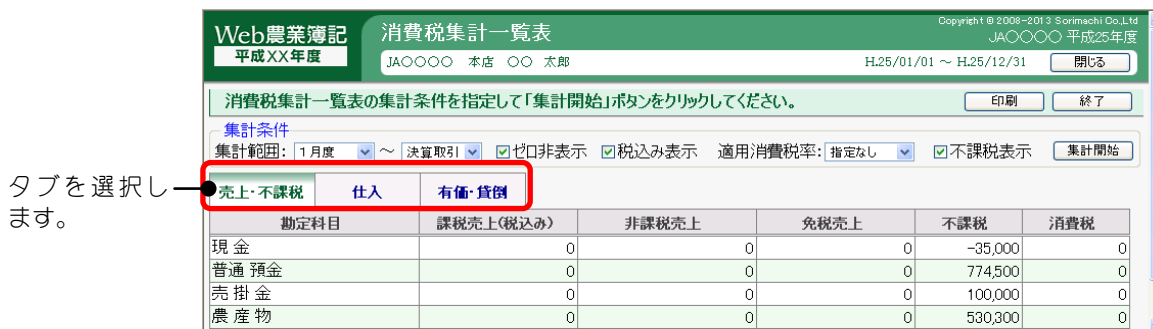 Web農業簿記
平成XX年度
消費税集計一覧表
Copyright © 2008-2013 Sorimachi Co.,Ltd
JA〇〇〇〇 平成25年度
JA〇〇〇〇 本店 〇〇 太郎
H.25/01/01 ～ H.25/12/31
閉じる
消費税集計一覧表の集計条件を指定して「集計開始」ボタンをクリックしてください。
印刷
終了
集計条件
集計範囲: 1月度 ～ 決算取引 ゼロ非表示 税込み表示 適用消費税率: 指定なし 不課税表示 集計開始
タブを選択し
ます。
売上・不課税 仕入 有価・貸倒
勘定科目 課税売上(税込み) 非課税売上 免税売上 不課税 消費税
現金 0 0 0 -35,000 0
普通預金 0 0 0 774,500 0
売掛金 0 0 0 100,000 0
農産物 0 0 0 530,300 0